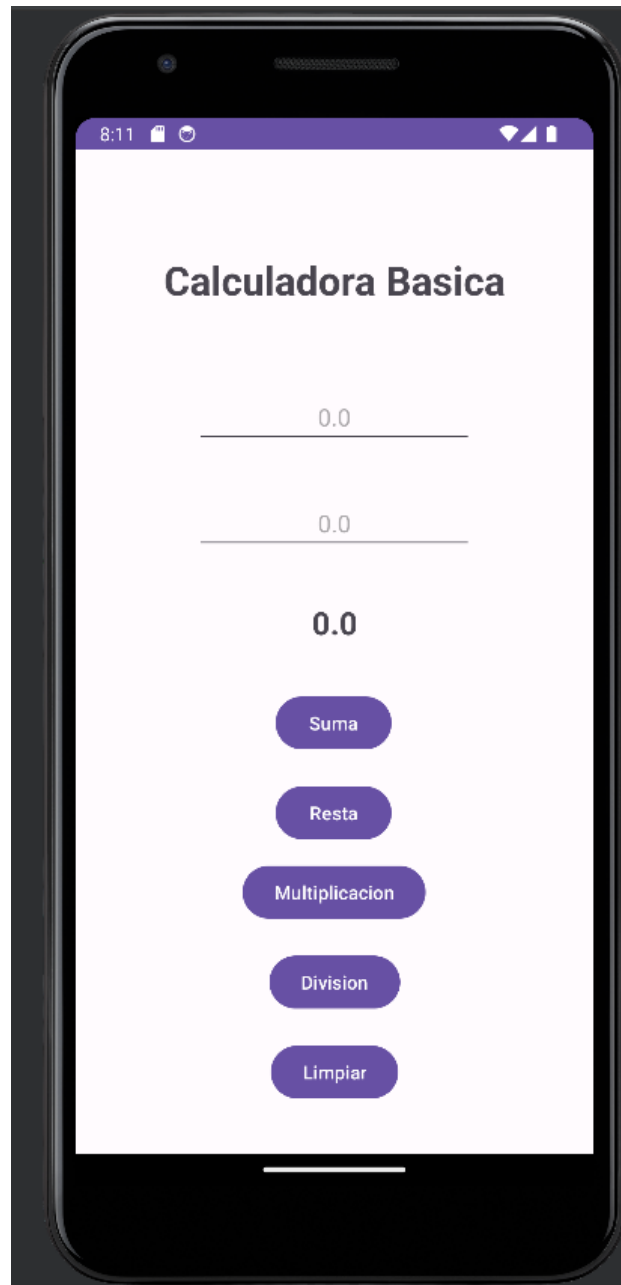 8:11
Calculadora Basica
0.0
0.0
0.0
Suma
Resta
Multiplicacion
Division
Limpiar